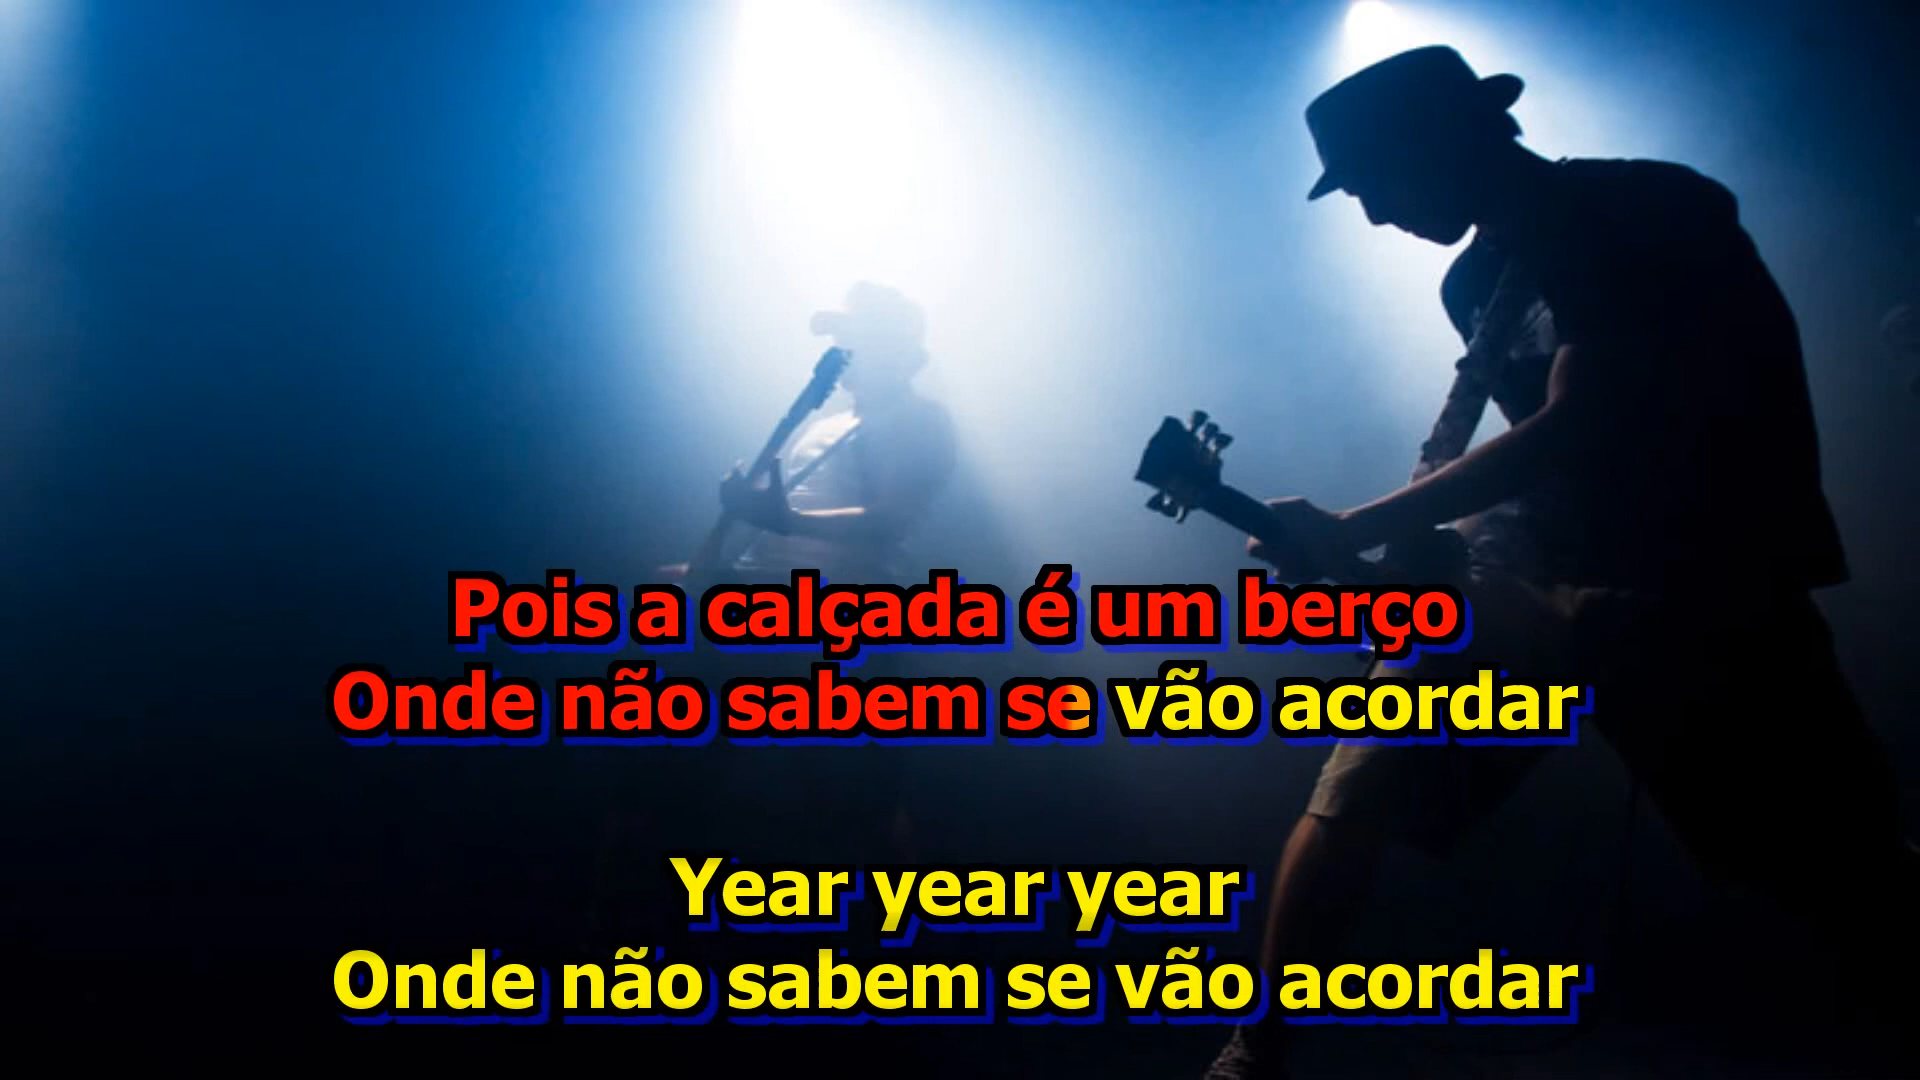 Pois a calçada é um berço
Onde não sabem se vão acordar
Year year year
Onde não sabem se vão acordar